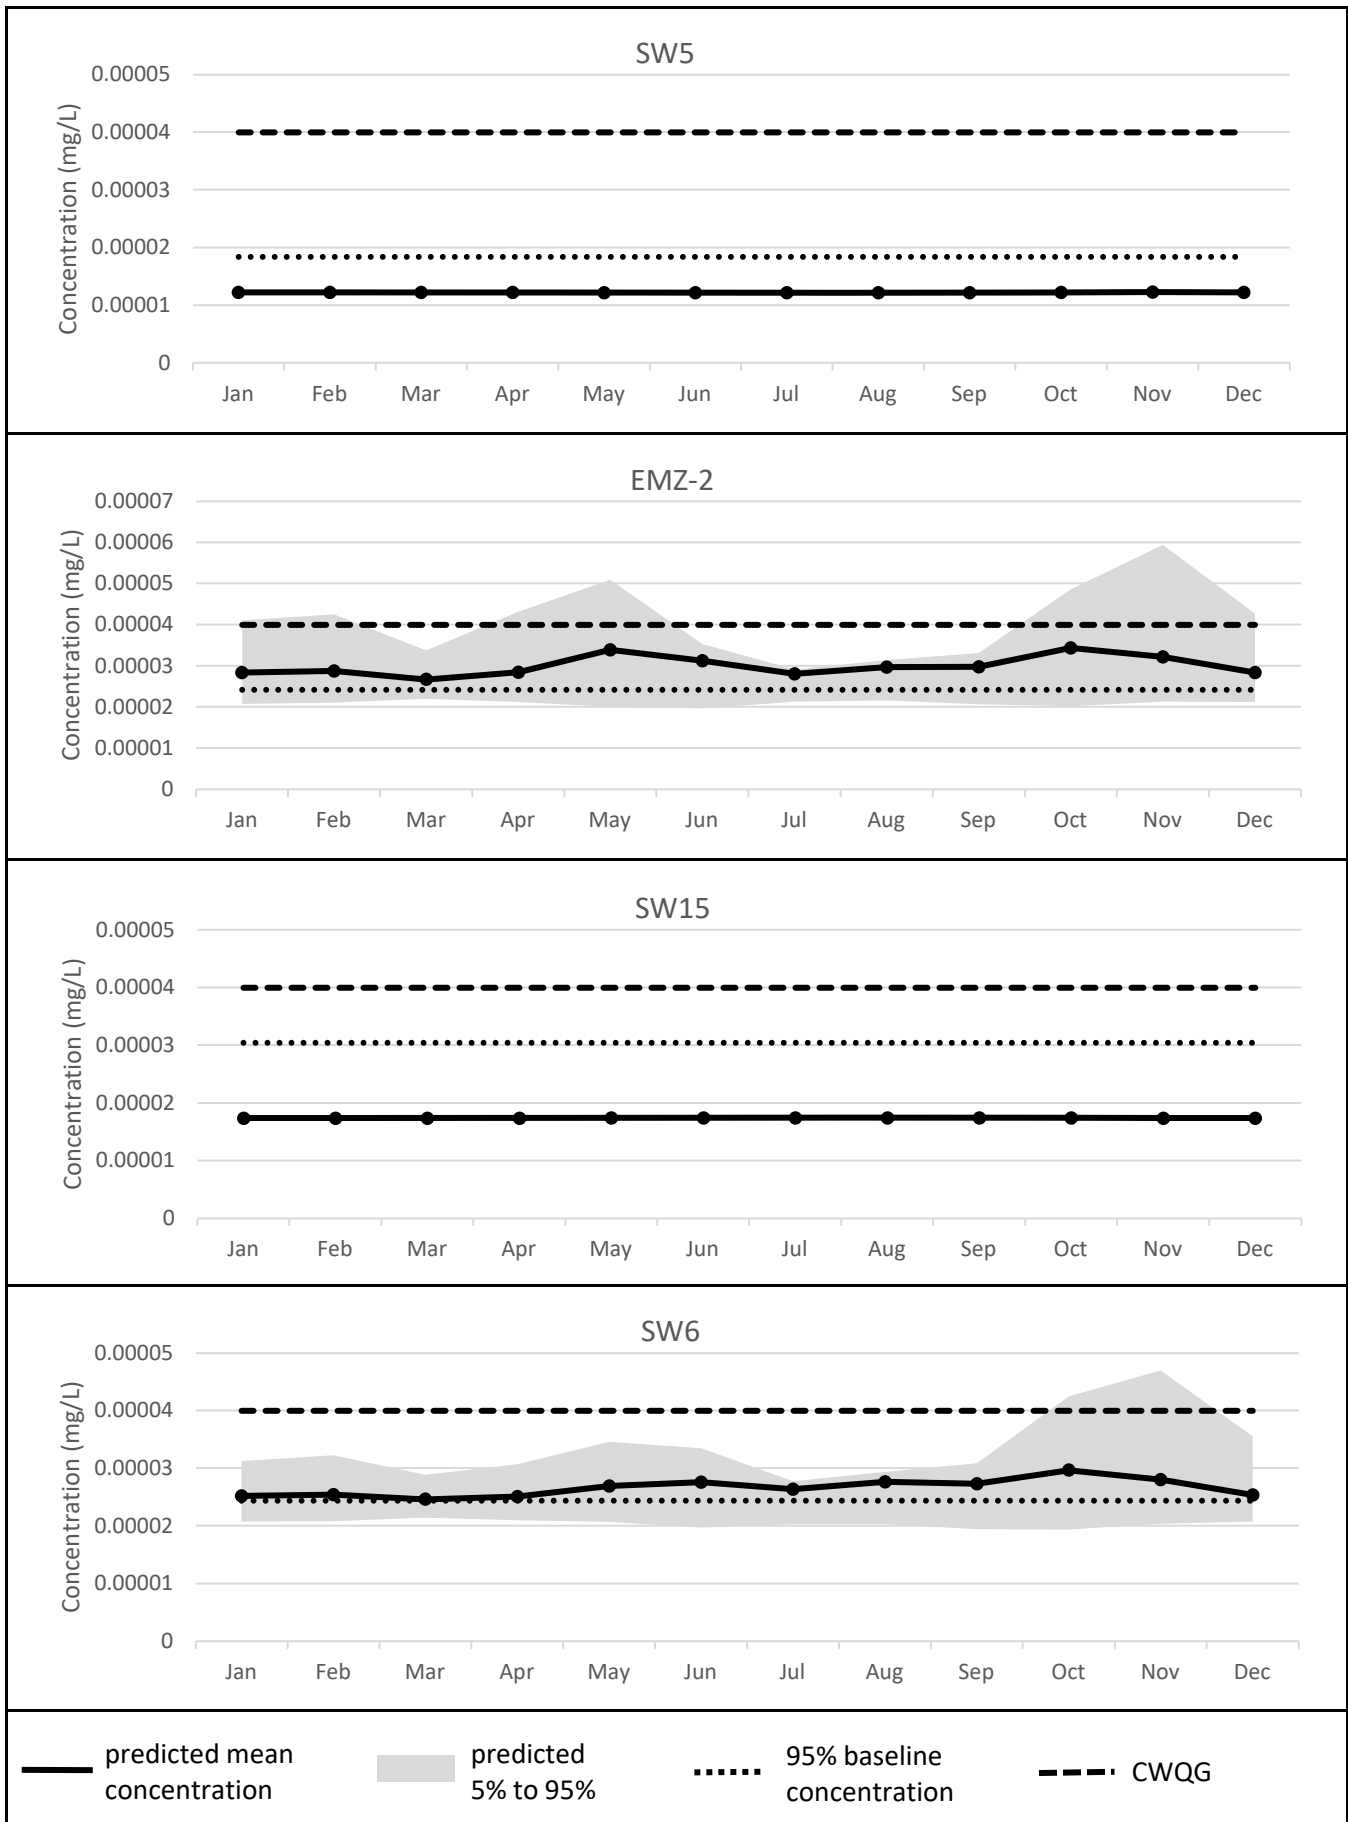 SW5
Concentration (mg/L)
0.00005
0.00004
0.00003
0.00002
0.00001
0
Jan Feb Mar Apr May Jun Jul Aug Sep Oct Nov Dec
EMZ-2
Concentration (mg/L)
0.00007
0.00006
0.00005
0.00004
0.00003
0.00002
0.00001
0
Jan Feb Mar Apr May Jun Jul Aug Sep Oct Nov Dec
SW15
Concentration (mg/L)
0.00005
0.00004
0.00003
0.00002
0.00001
0
Jan Feb Mar Apr May Jun Jul Aug Sep Oct Nov Dec
SW6
Concentration (mg/L)
0.00005
0.00004
0.00003
0.00002
0.00001
0
Jan Feb Mar Apr May Jun Jul Aug Sep Oct Nov Dec
predicted mean
concentration
predicted
5% to 95%
95% baseline
concentration
CWQG